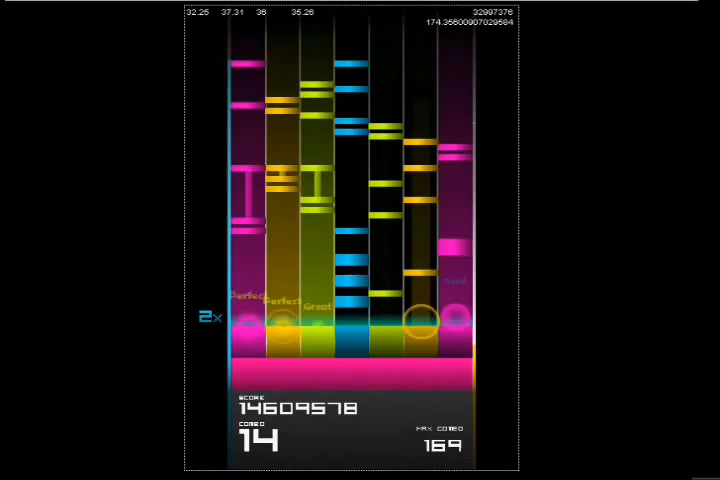 32.25 37.31 36 35.26 32997376
174.35600907029584
Perfect Perfect Great Good
2x
SCORE
14609578
COMBO
14
MAX COMBO
169